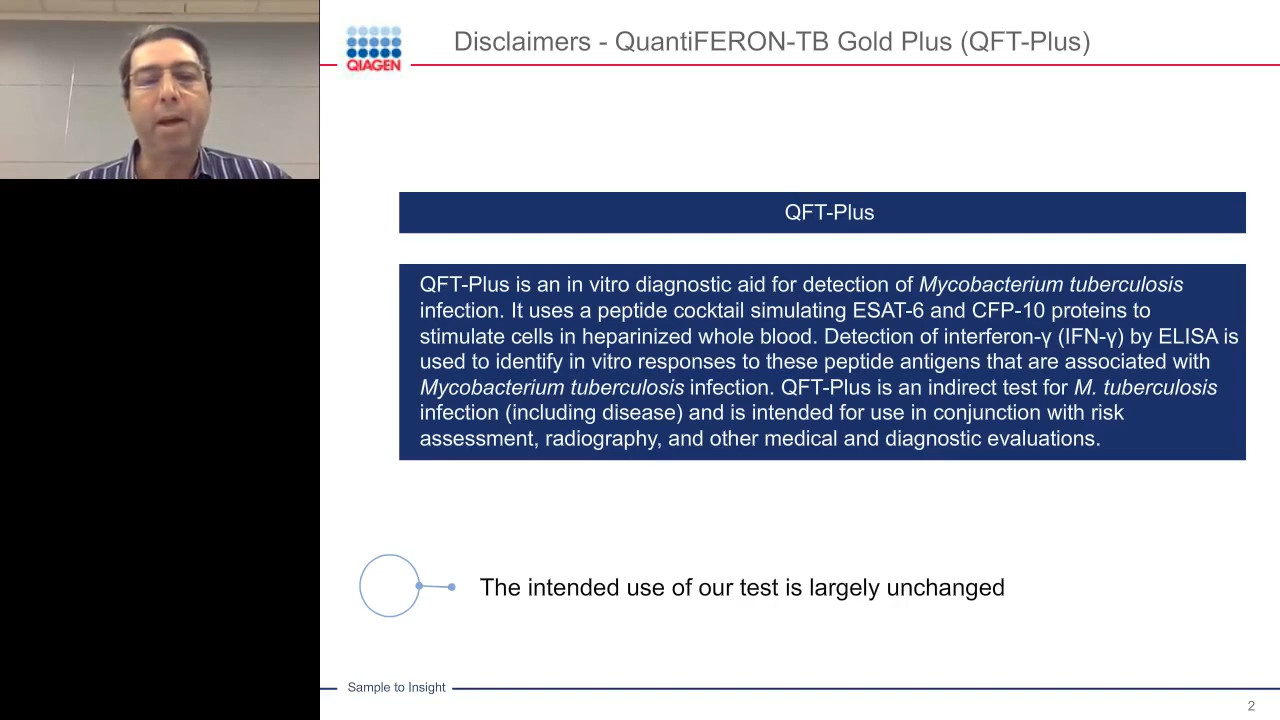 Disclaimers - QuantiFERON-TB Gold Plus (QFT-Plus)
QIAGEN
QFT-Plus
QFT-Plus is an in vitro diagnostic aid for detection of Mycobacterium tuberculosis
infection. It uses a peptide cocktail simulating ESAT-6 and CFP-10 proteins to
stimulate cells in heparinized whole blood. Detection of interferon-γ (IFN-γ) by ELISA is
used to identify in vitro responses to these peptide antigens that are associated with
Mycobacterium tuberculosis infection. QFT-Plus is an indirect test for M. tuberculosis
infection (including disease) and is intended for use in conjunction with risk
assessment, radiography, and other medical and diagnostic evaluations.
The intended use of our test is largely unchanged
Sample to Insight
2